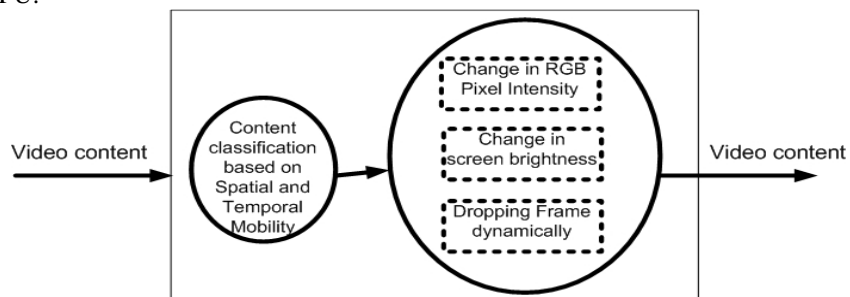 Video content
Content
classification
based on
Spatial and
Temporal
Mobility
Change in RGB
Pixel Intensity
Change in
screen brightness
Dropping Frame
dynamically
Video content